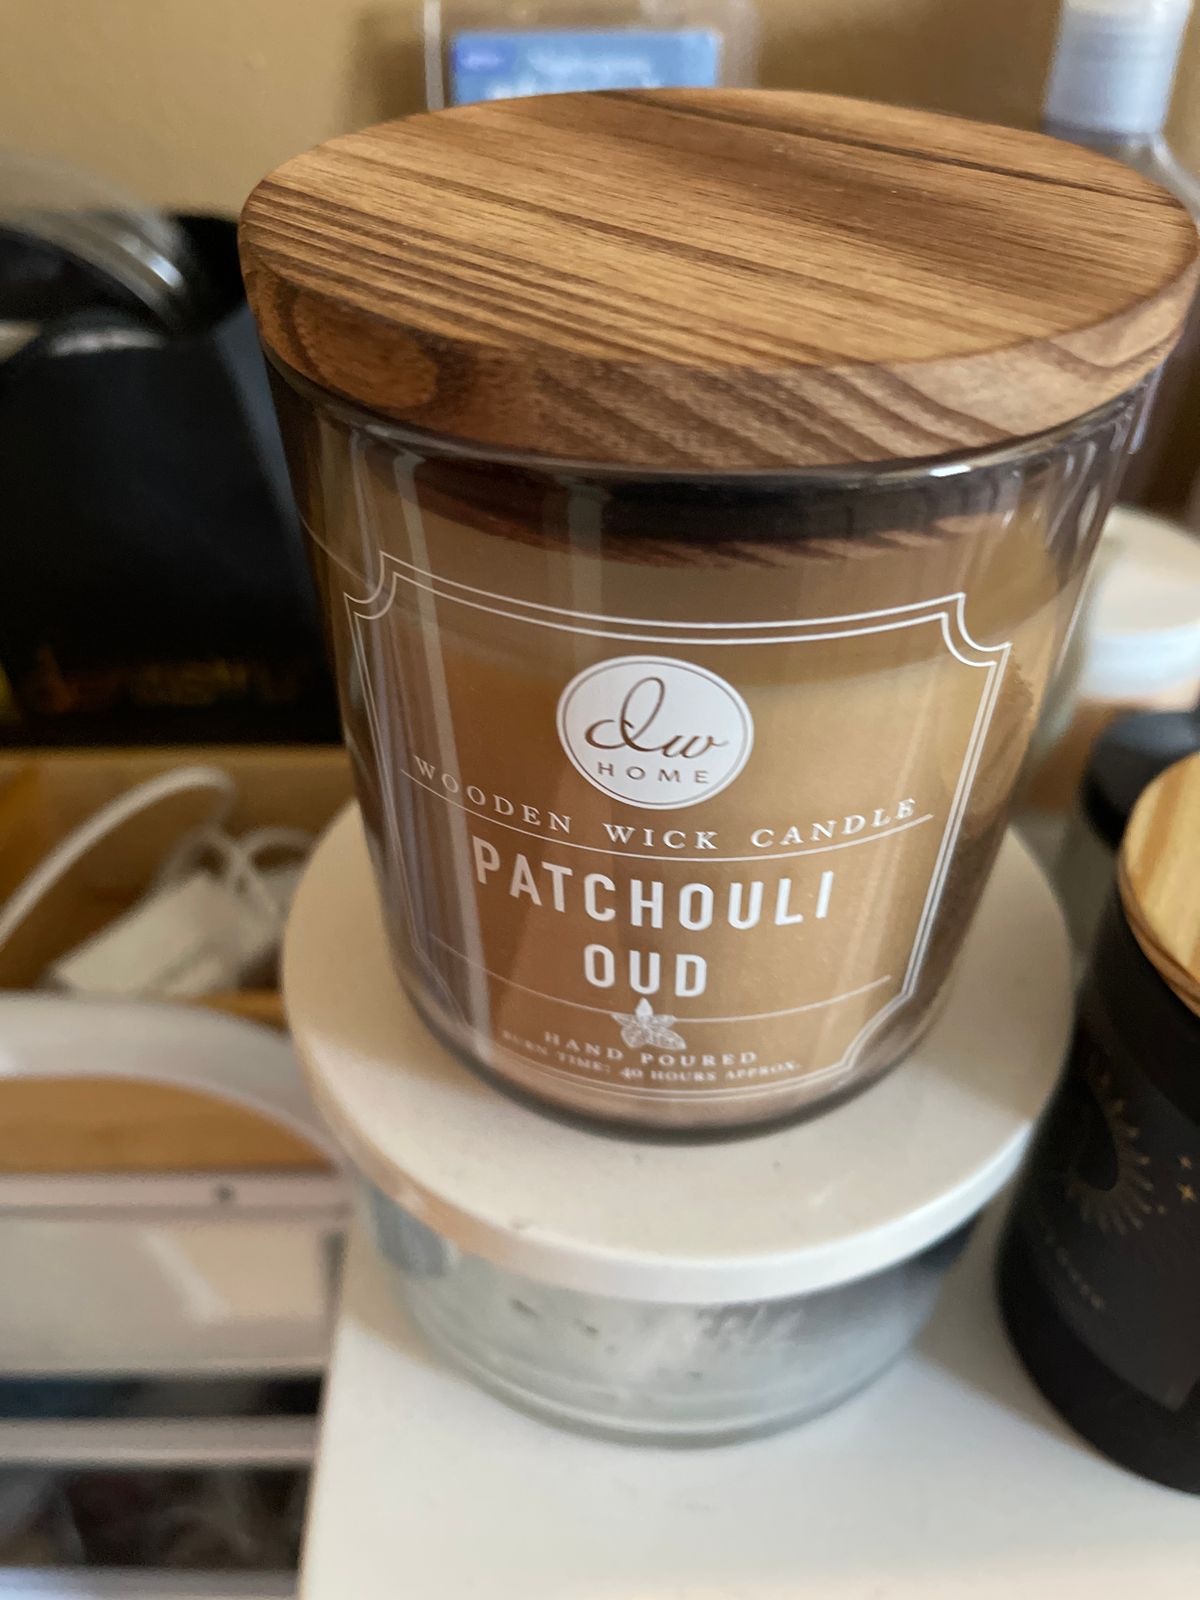 dw
HOME
WOODEN WICK CANDLE
PATCHOULI
OUD
HAND POURED
BURN TIME: 40 HOURS APPROX.